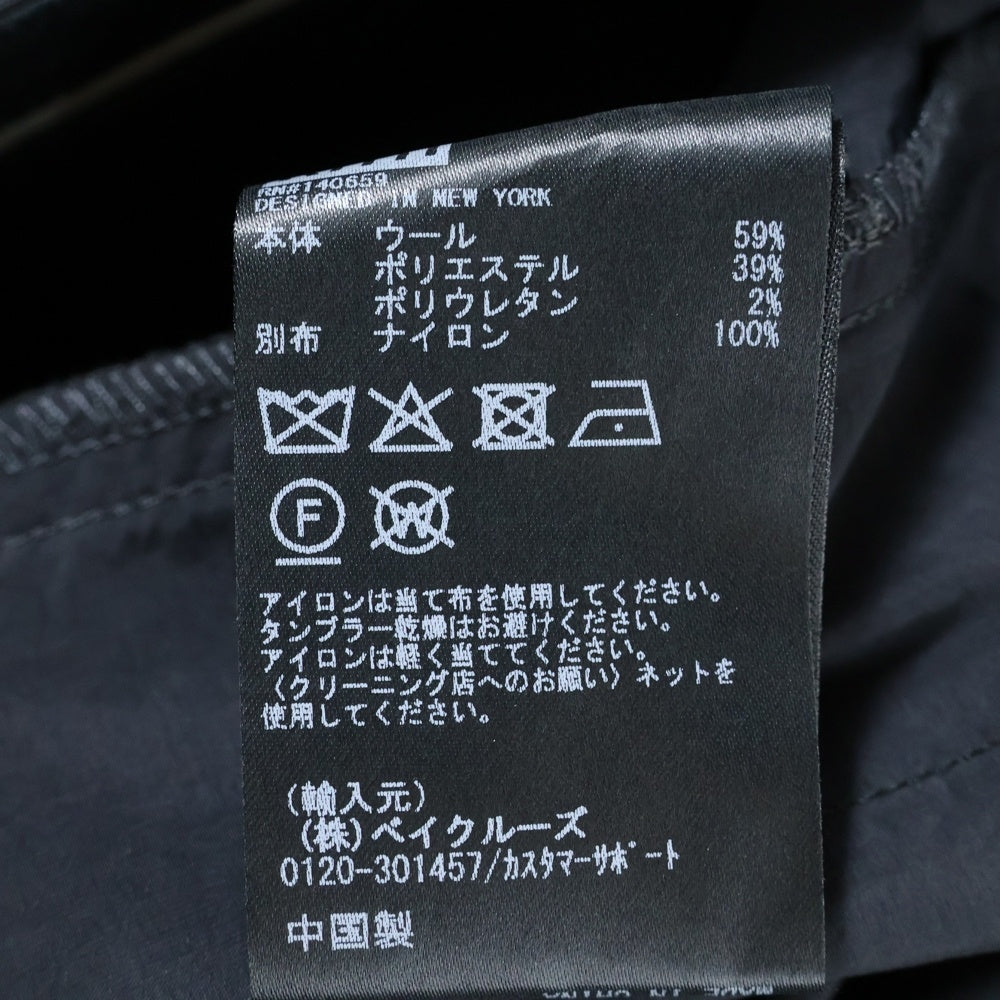 RN#140659
DESIGNED IN NEW YORK
本体 ウール 59%
ポリエステル 39%
ポリウレタン 2%
別布 ナイロン 100%
F
W
アイロンは当て布を使用してください。
タンブラー乾燥はお避けください。
アイロンは軽く当ててください。
〈クリーニング店へのお願い〉ネットを
使用してください。
(輸入元)
(株)ベイクルーズ
0120-301457/ｶｽﾀﾏｰｻﾎﾟｰﾄ
中国製